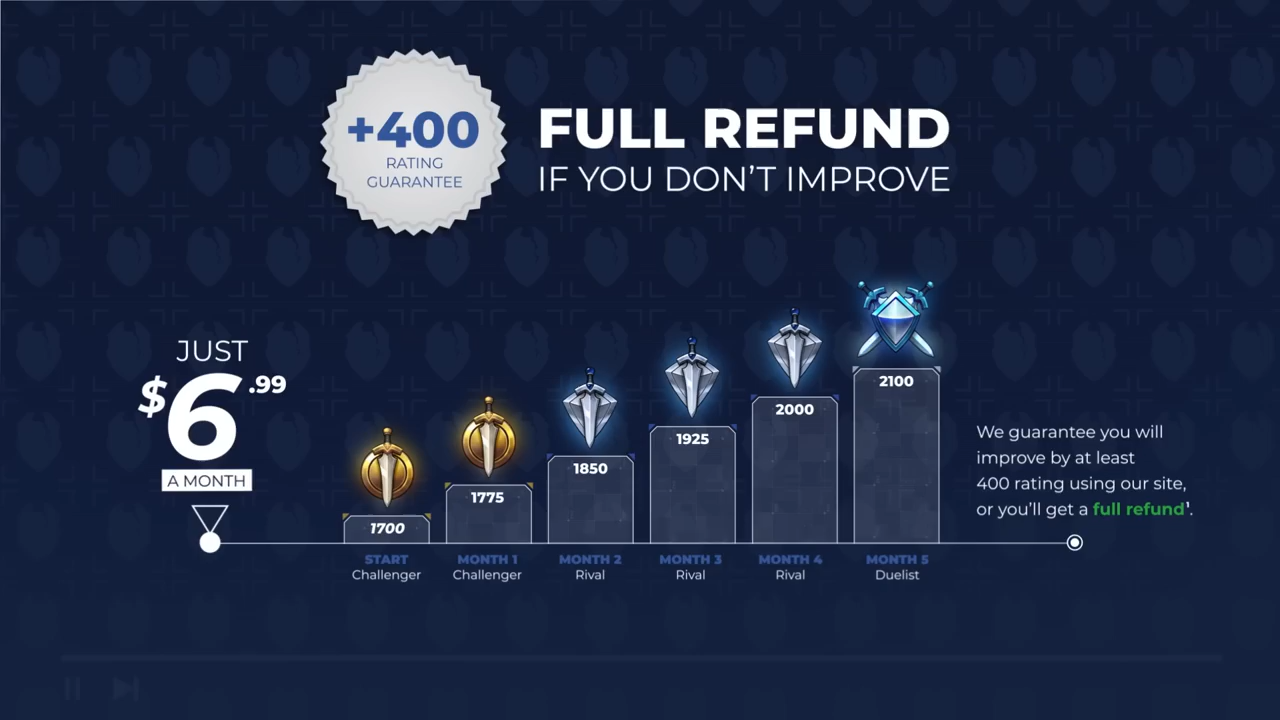 +400
RATING
GUARANTEE
FULL REFUND
IF YOU DON'T IMPROVE
JUST
$6.99
A MONTH
1700
1775
1850
1925
2000
2100
START
Challenger
MONTH 1
Challenger
MONTH 2
Rival
MONTH 3
Rival
MONTH 4
Rival
MONTH 5
Duelist
We guarantee you will
improve by at least
400 rating using our site,
or you'll get a full refund¹.